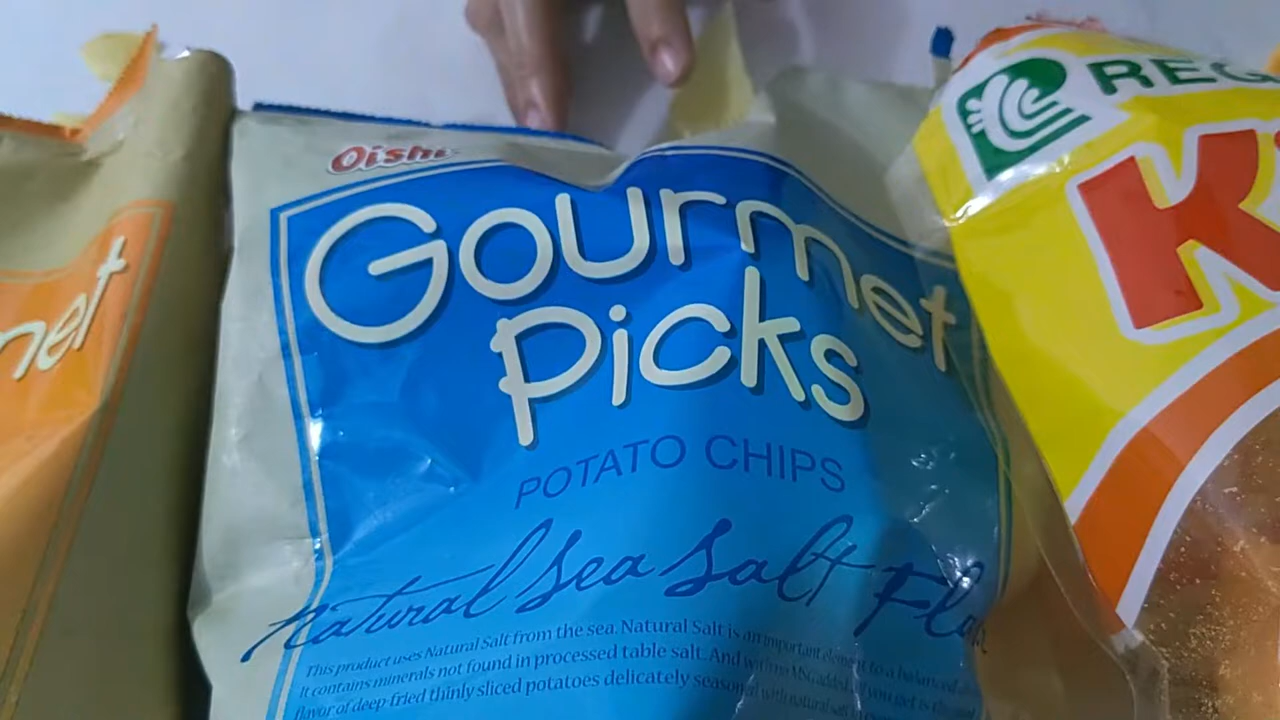 Oishi
Gourmet
Picks
POTATO CHIPS
Natural Sea Salt
This product uses Natural Salt from the sea. Natural Salt is an important element to a balanced
It contains minerals not found in processed table salt. And with no MSG added, you get is the
flavor of deep-fried thinly sliced potatoes delicately seasoned with natural
met
REG
K